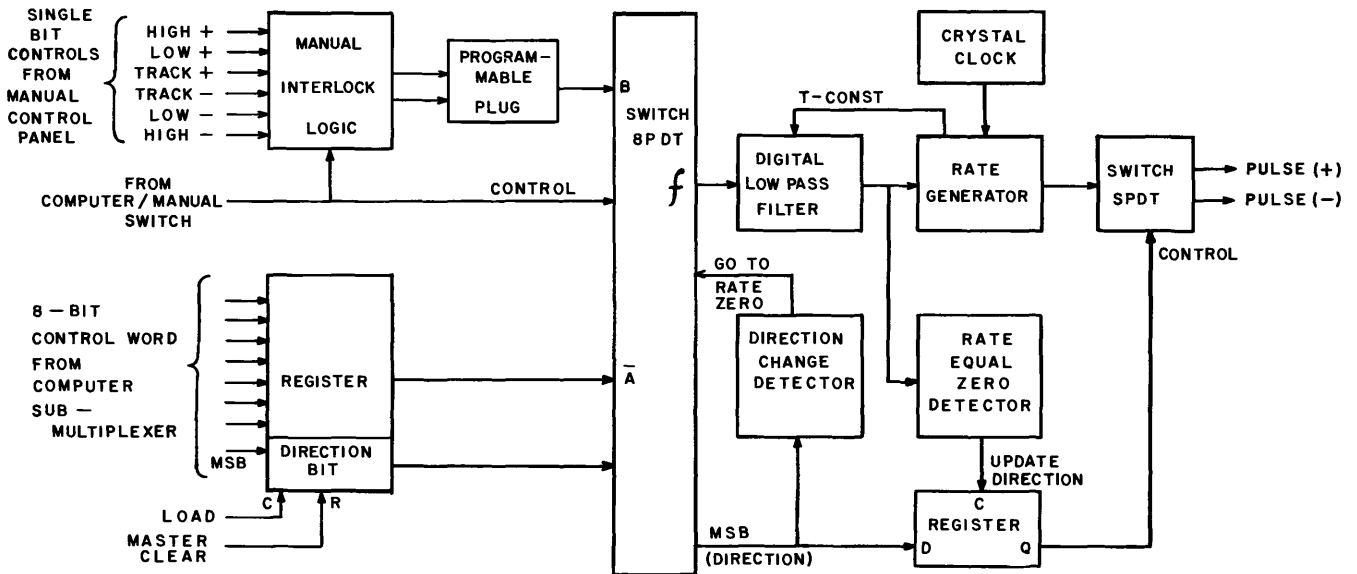 SINGLE
BIT
CONTROLS
FROM
MANUAL
CONTROL
PANEL
HIGH +
LOW +
TRACK +
TRACK −
LOW −
HIGH −
MANUAL
INTERLOCK
LOGIC
PROGRAM-
MABLE
PLUG
FROM
COMPUTER/MANUAL
SWITCH
CONTROL
8-BIT
CONTROL WORD
FROM
COMPUTER
SUB-
MULTIPLEXER
MSB
REGISTER
DIRECTION
BIT
C
R
LOAD
MASTER
CLEAR
B
SWITCH
8PDT
f
A̅
T-CONST
DIGITAL
LOW PASS
FILTER
CRYSTAL
CLOCK
RATE
GENERATOR
SWITCH
SPDT
PULSE (+)
PULSE (−)
CONTROL
GO TO
RATE
ZERO
DIRECTION
CHANGE
DETECTOR
RATE
EQUAL
ZERO
DETECTOR
UPDATE
DIRECTION
MSB
(DIRECTION)
C
REGISTER
D
Q